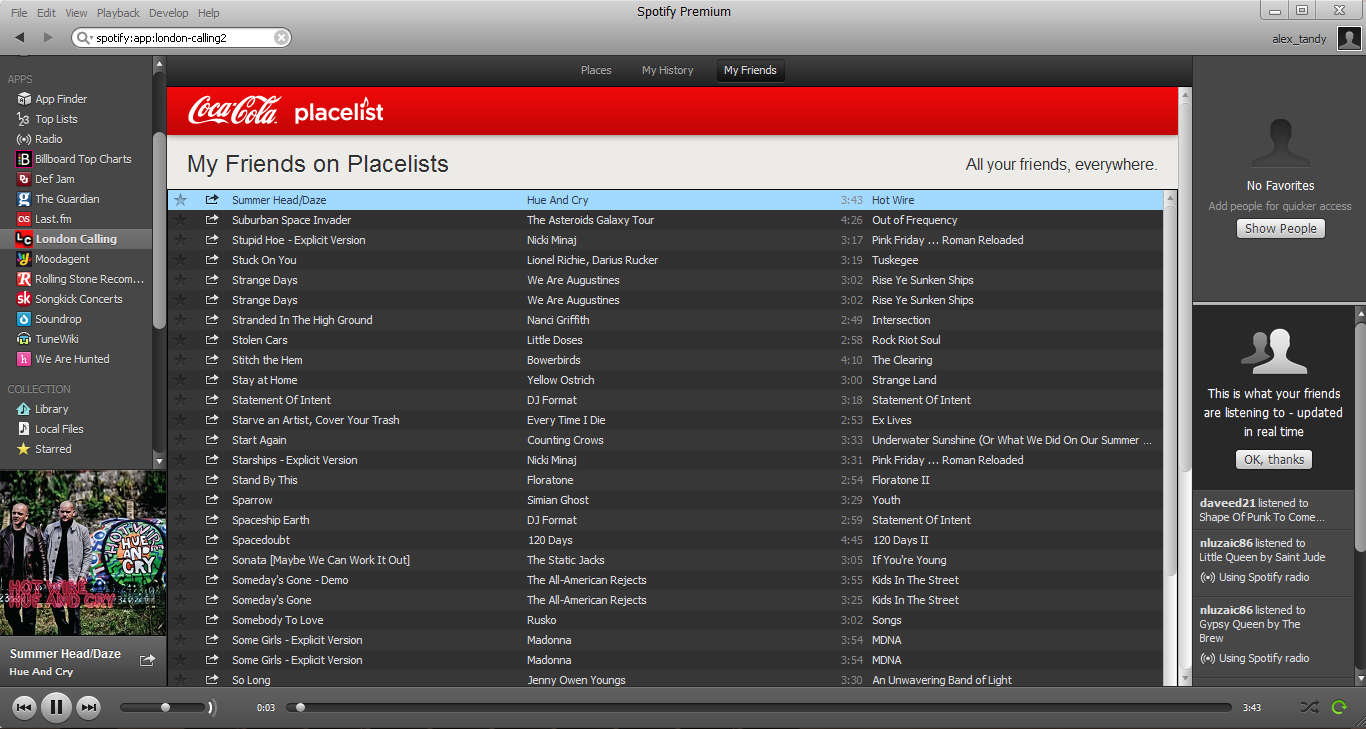 Spotify Premium
File Edit View Playback Develop Help
spotify:app:london-calling2
alex_tandy
APPS
App Finder
Top Lists
Radio
Billboard Top Charts
Def Jam
The Guardian
Last.fm
London Calling
Moodagent
Rolling Stone Recom...
Songkick Concerts
Soundrop
TuneWiki
We Are Hunted
COLLECTION
Library
Local Files
Starred
HOT WIRE
HUE
AND
CRY
HOT WIRE
HUE AND CRY
Summer Head/Daze
Hue And Cry
Places My History My Friends
Coca-Cola placelist
My Friends on Placelists All your friends, everywhere.
Summer Head/Daze Hue And Cry 3:43 Hot Wire
Suburban Space Invader The Asteroids Galaxy Tour 4:26 Out of Frequency
Stupid Hoe - Explicit Version Nicki Minaj 3:17 Pink Friday ... Roman Reloaded
Stuck On You Lionel Richie, Darius Rucker 3:19 Tuskegee
Strange Days We Are Augustines 3:02 Rise Ye Sunken Ships
Strange Days We Are Augustines 3:02 Rise Ye Sunken Ships
Stranded In The High Ground Nanci Griffith 2:49 Intersection
Stolen Cars Little Doses 2:58 Rock Riot Soul
Stitch the Hem Bowerbirds 4:10 The Clearing
Stay at Home Yellow Ostrich 3:00 Strange Land
Statement Of Intent DJ Format 3:18 Statement Of Intent
Starve an Artist, Cover Your Trash Every Time I Die 2:53 Ex Lives
Start Again Counting Crows 3:33 Underwater Sunshine (Or What We Did On Our Summer ...
Starships - Explicit Version Nicki Minaj 3:31 Pink Friday ... Roman Reloaded
Stand By This Floratone 2:54 Floratone II
Sparrow Simian Ghost 3:29 Youth
Spaceship Earth DJ Format 2:59 Statement Of Intent
Spacedoubt 120 Days 4:45 120 Days II
Sonata [Maybe We Can Work It Out] The Static Jacks 3:05 If You're Young
Someday's Gone - Demo The All-American Rejects 3:55 Kids In The Street
Someday's Gone The All-American Rejects 3:25 Kids In The Street
Somebody To Love Rusko 3:02 Songs
Some Girls - Explicit Version Madonna 3:54 MDNA
Some Girls - Explicit Version Madonna 3:54 MDNA
So Long Jenny Owen Youngs 3:30 An Unwavering Band of Light
No Favorites
Add people for quicker access
Show People
This is what your friends
are listening to - updated
in real time
OK, thanks
daveed21 listened to
Shape Of Punk To Come...
nluzaic86 listened to
Little Queen by Saint Jude
Using Spotify radio
nluzaic86 listened to
Gypsy Queen by The
Brew
Using Spotify radio
0:03 3:43